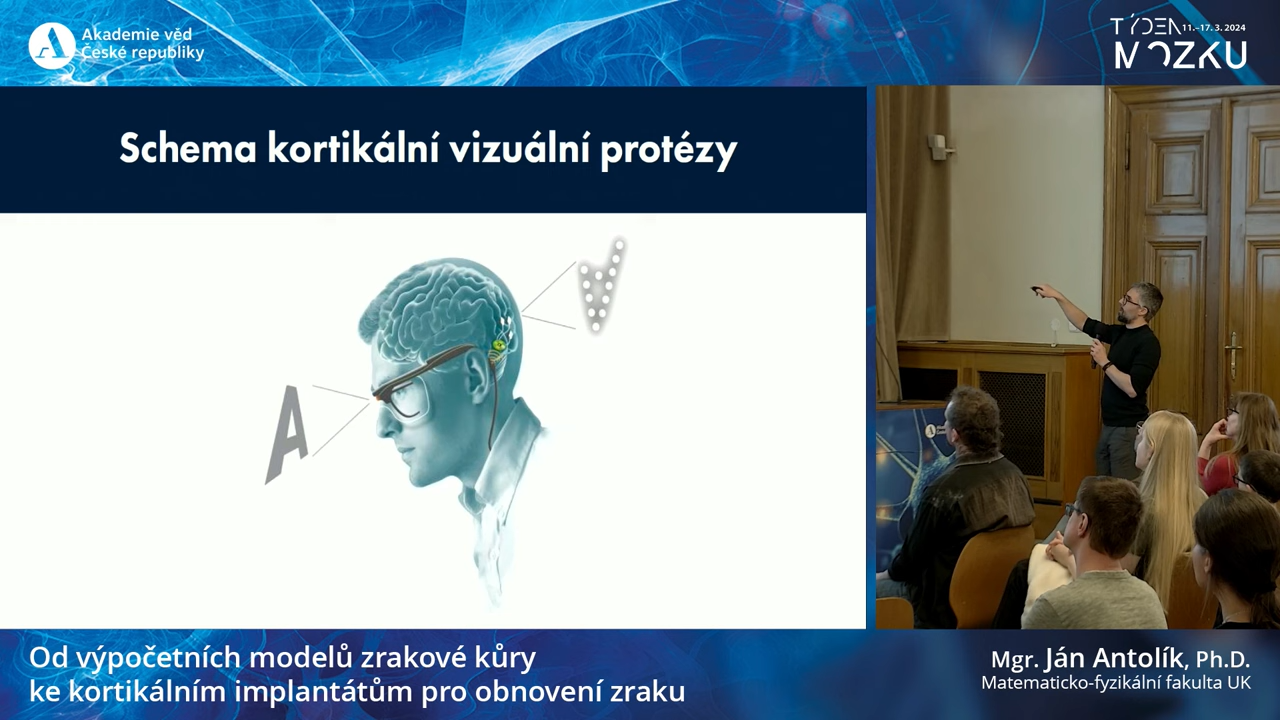 Akademie věd
České republiky
TÝDEN 11.–17. 3. 2024
MOZKU
Schema kortikální vizuální protézy
A
A
Od výpočetních modelů zrakové kůry
ke kortikálním implantátům pro obnovení zraku
Mgr. Ján Antolík, Ph.D.
Matematicko-fyzikální fakulta UK